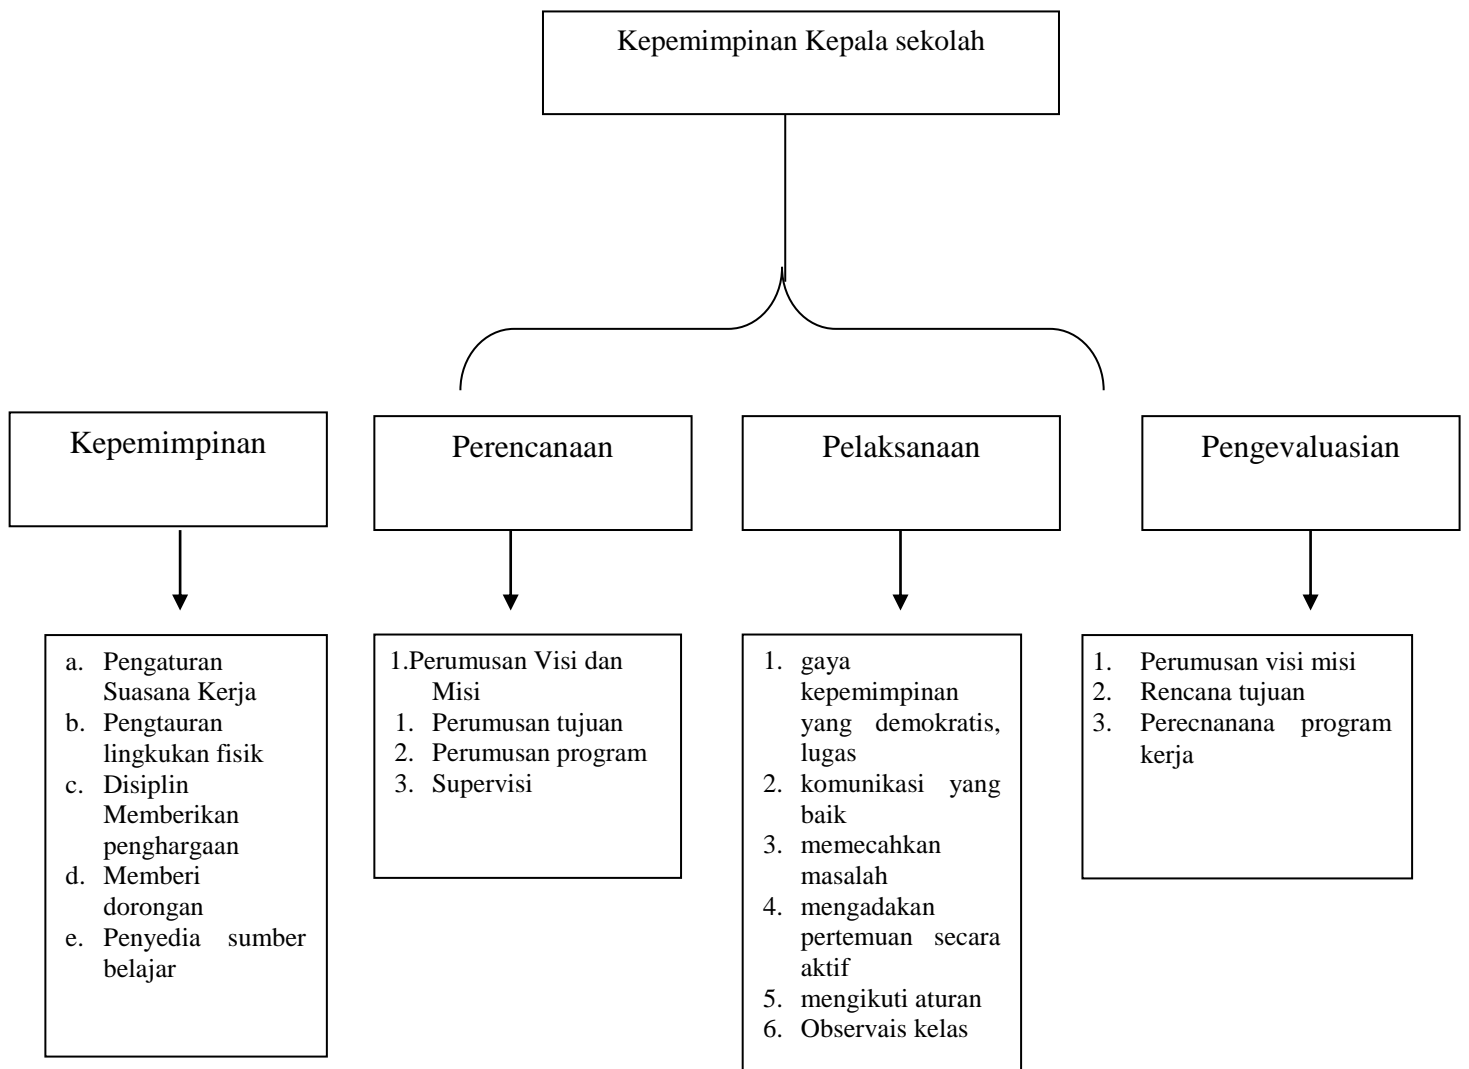 Kepemimpinan Kepala sekolah
Kepemimpinan
Perencanaan
Pelaksanaan
Pengevaluasian
a. Pengaturan
Suasana Kerja
b. Pengtauran
lingkukan fisik
c. Disiplin
Memberikan
penghargaan
d. Memberi
dorongan
e. Penyedia sumber
belajar
1.Perumusan Visi dan
Misi
1. Perumusan tujuan
2. Perumusan program
3. Supervisi
1. gaya
kepemimpinan
yang demokratis,
lugas
2. komunikasi yang
baik
3. memecahkan
masalah
4. mengadakan
pertemuan secara
aktif
5. mengikuti aturan
6. Observais kelas
1. Perumusan visi misi
2. Rencana tujuan
3. Perecnanana program
kerja